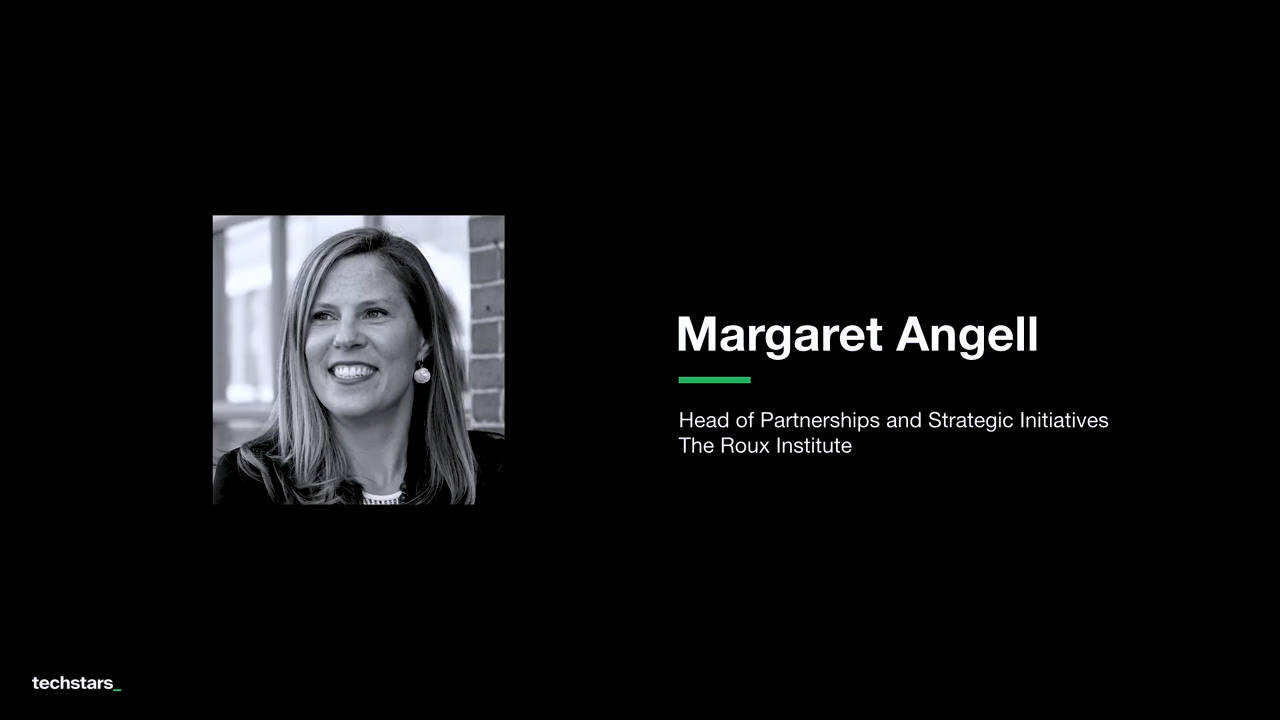 Margaret Angell
Head of Partnerships and Strategic Initiatives
The Roux Institute
techstars_